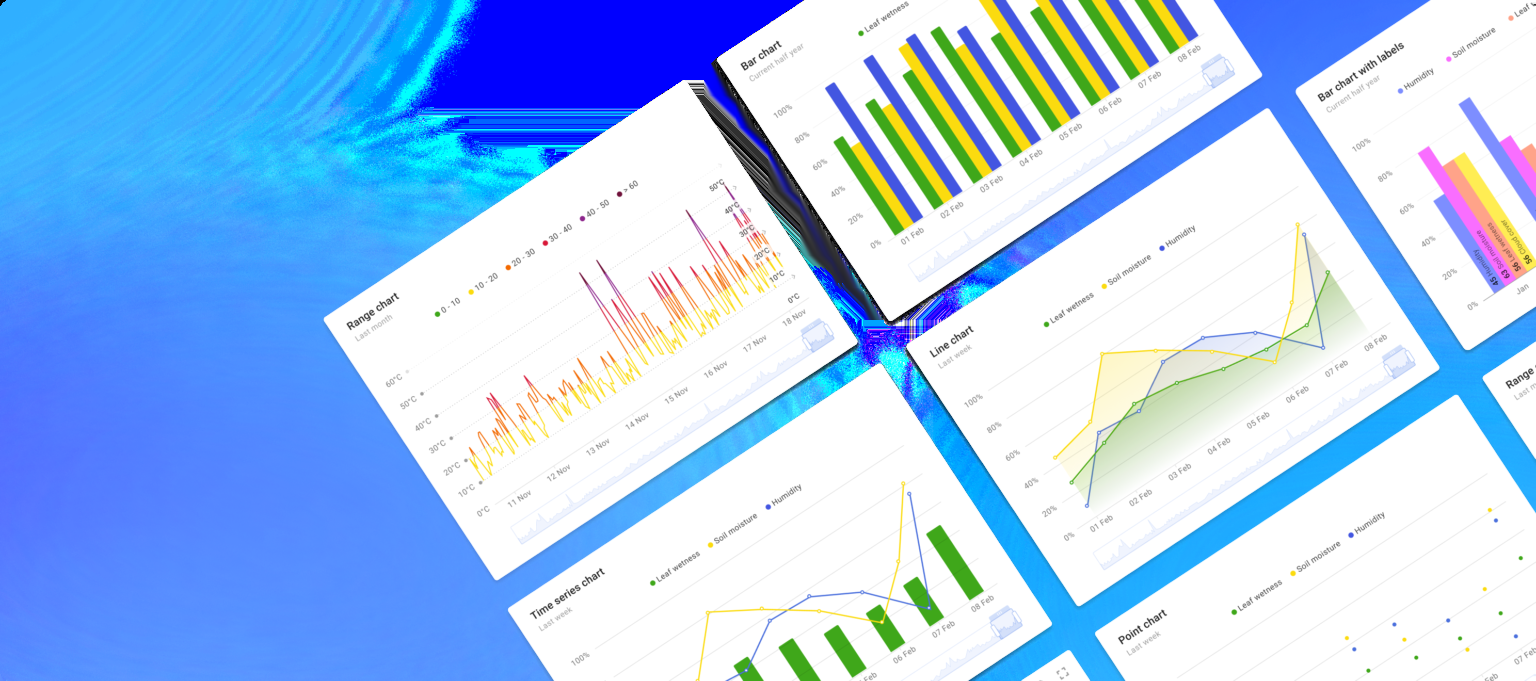 Bar chart
Current half year
Leaf wetness
100%
80%
60%
40%
20%
0%
01 Feb
02 Feb
03 Feb
04 Feb
05 Feb
06 Feb
07 Feb
08 Feb
Bar chart with labels
Current half year
Humidity
Soil moisture
Leaf
100%
80%
60%
40%
20%
0%
45 Humidity
63 Soil moisture
56 Leaf wetness
56 Cloud cover
Jan
Range chart
Last month
0 - 10
10 - 20
20 - 30
30 - 40
40 - 50
> 60
60°C
50°C
40°C
30°C
20°C
10°C
0°C
50°C
40°C
30°C
20°C
10°C
0°C
11 Nov
12 Nov
13 Nov
14 Nov
15 Nov
16 Nov
17 Nov
18 Nov
Line chart
Last week
Leaf wetness
Soil moisture
Humidity
100%
80%
60%
40%
20%
0%
01 Feb
02 Feb
03 Feb
04 Feb
05 Feb
06 Feb
07 Feb
08 Feb
Range
Time series chart
Last week
Leaf wetness
Soil moisture
Humidity
100%
06 Feb
07 Feb
08 Feb
Point chart
Last week
Leaf wetness
Soil moisture
Humidity
07 Feb